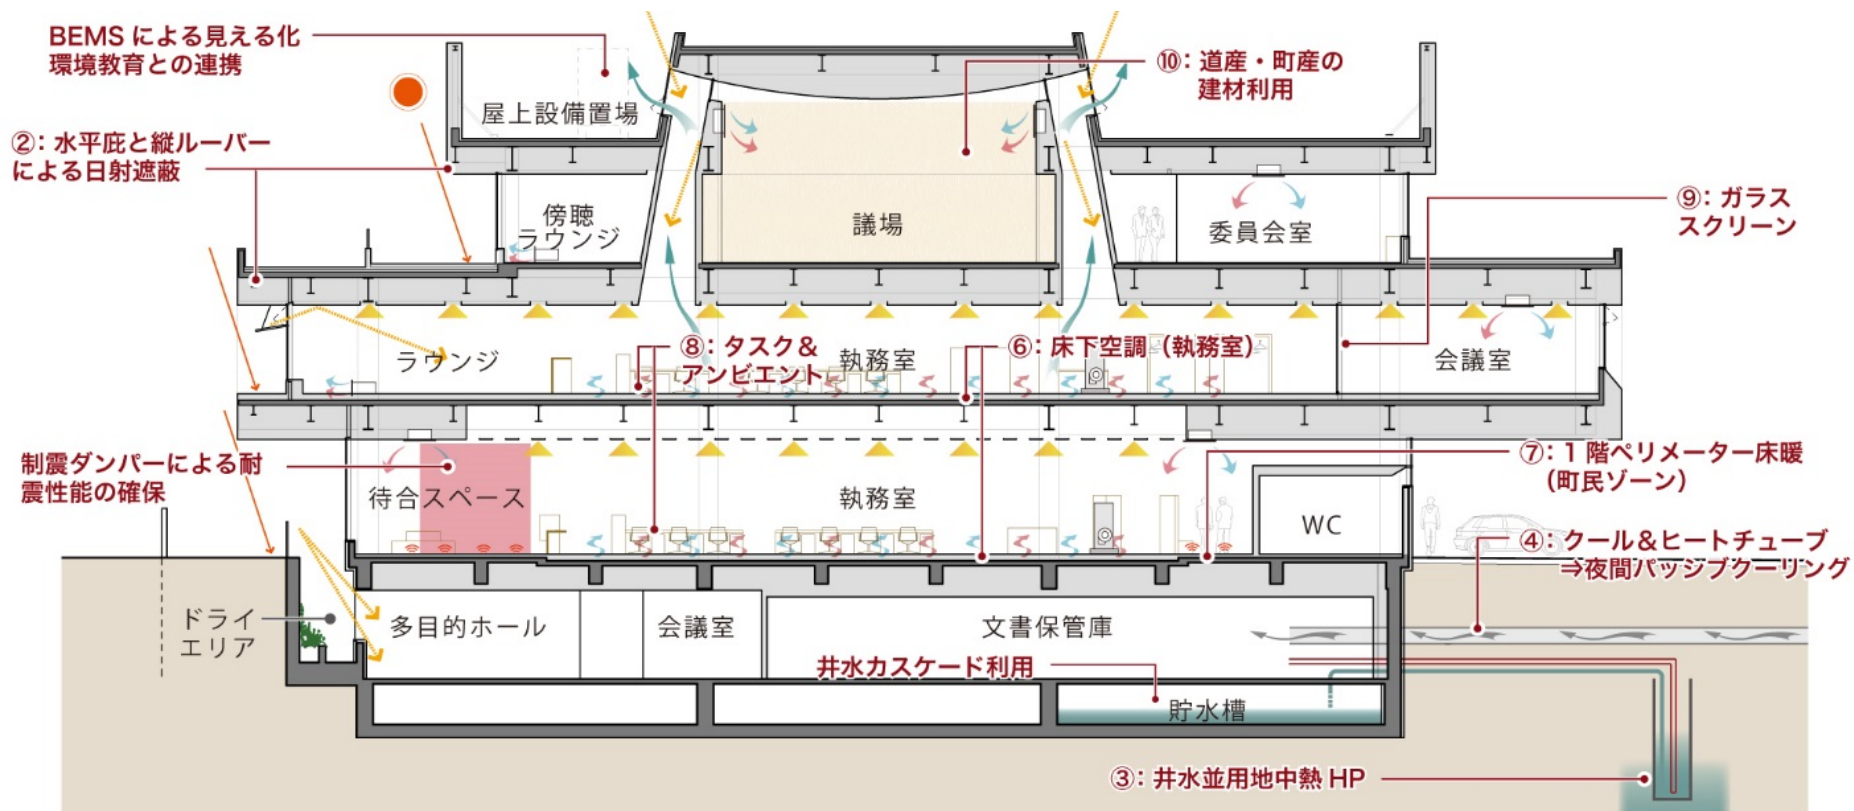 BEMS による見える化
環境教育との連携
屋上設備置場
⑩: 道産・町産の
建材利用
②: 水平庇と縦ルーバー
による日射遮蔽
傍聴
ラウンジ
議場
委員会室
⑨: ガラス
スクリーン
ラウンジ
⑧: タスク＆
アンビエント
執務室
⑥: 床下空調（執務室）
会議室
制震ダンパーによる耐
震性能の確保
待合スペース
執務室
WC
⑦: 1 階ペリメーター床暖
（町民ゾーン）
④: クール＆ヒートチューブ
⇒夜間パッシブクーリング
ドライ
エリア
多目的ホール
会議室
文書保管庫
井水カスケード利用
貯水槽
③: 井水並用地中熱 HP